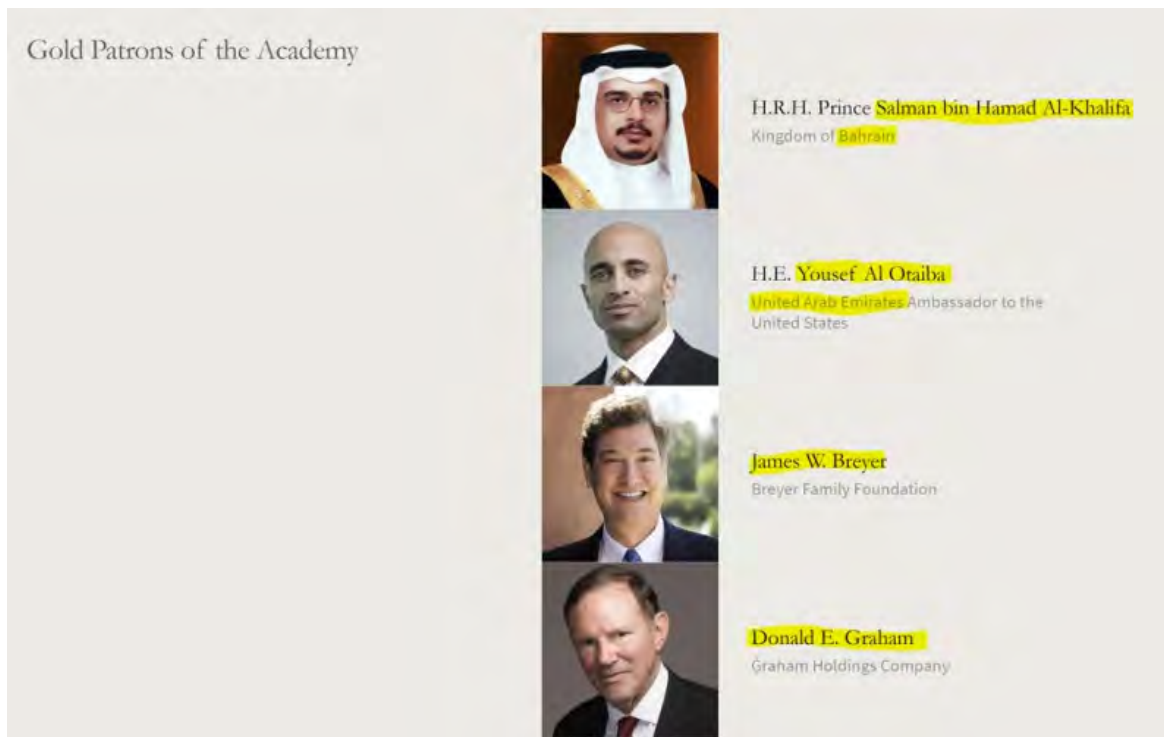 Gold Patrons of the Academy
H.R.H. Prince Salman bin Hamad Al-Khalifa
Kingdom of Bahrain
H.E. Yousef Al Otaiba
United Arab Emirates Ambassador to the
United States
James W. Breyer
Breyer Family Foundation
Donald E. Graham
Graham Holdings Company